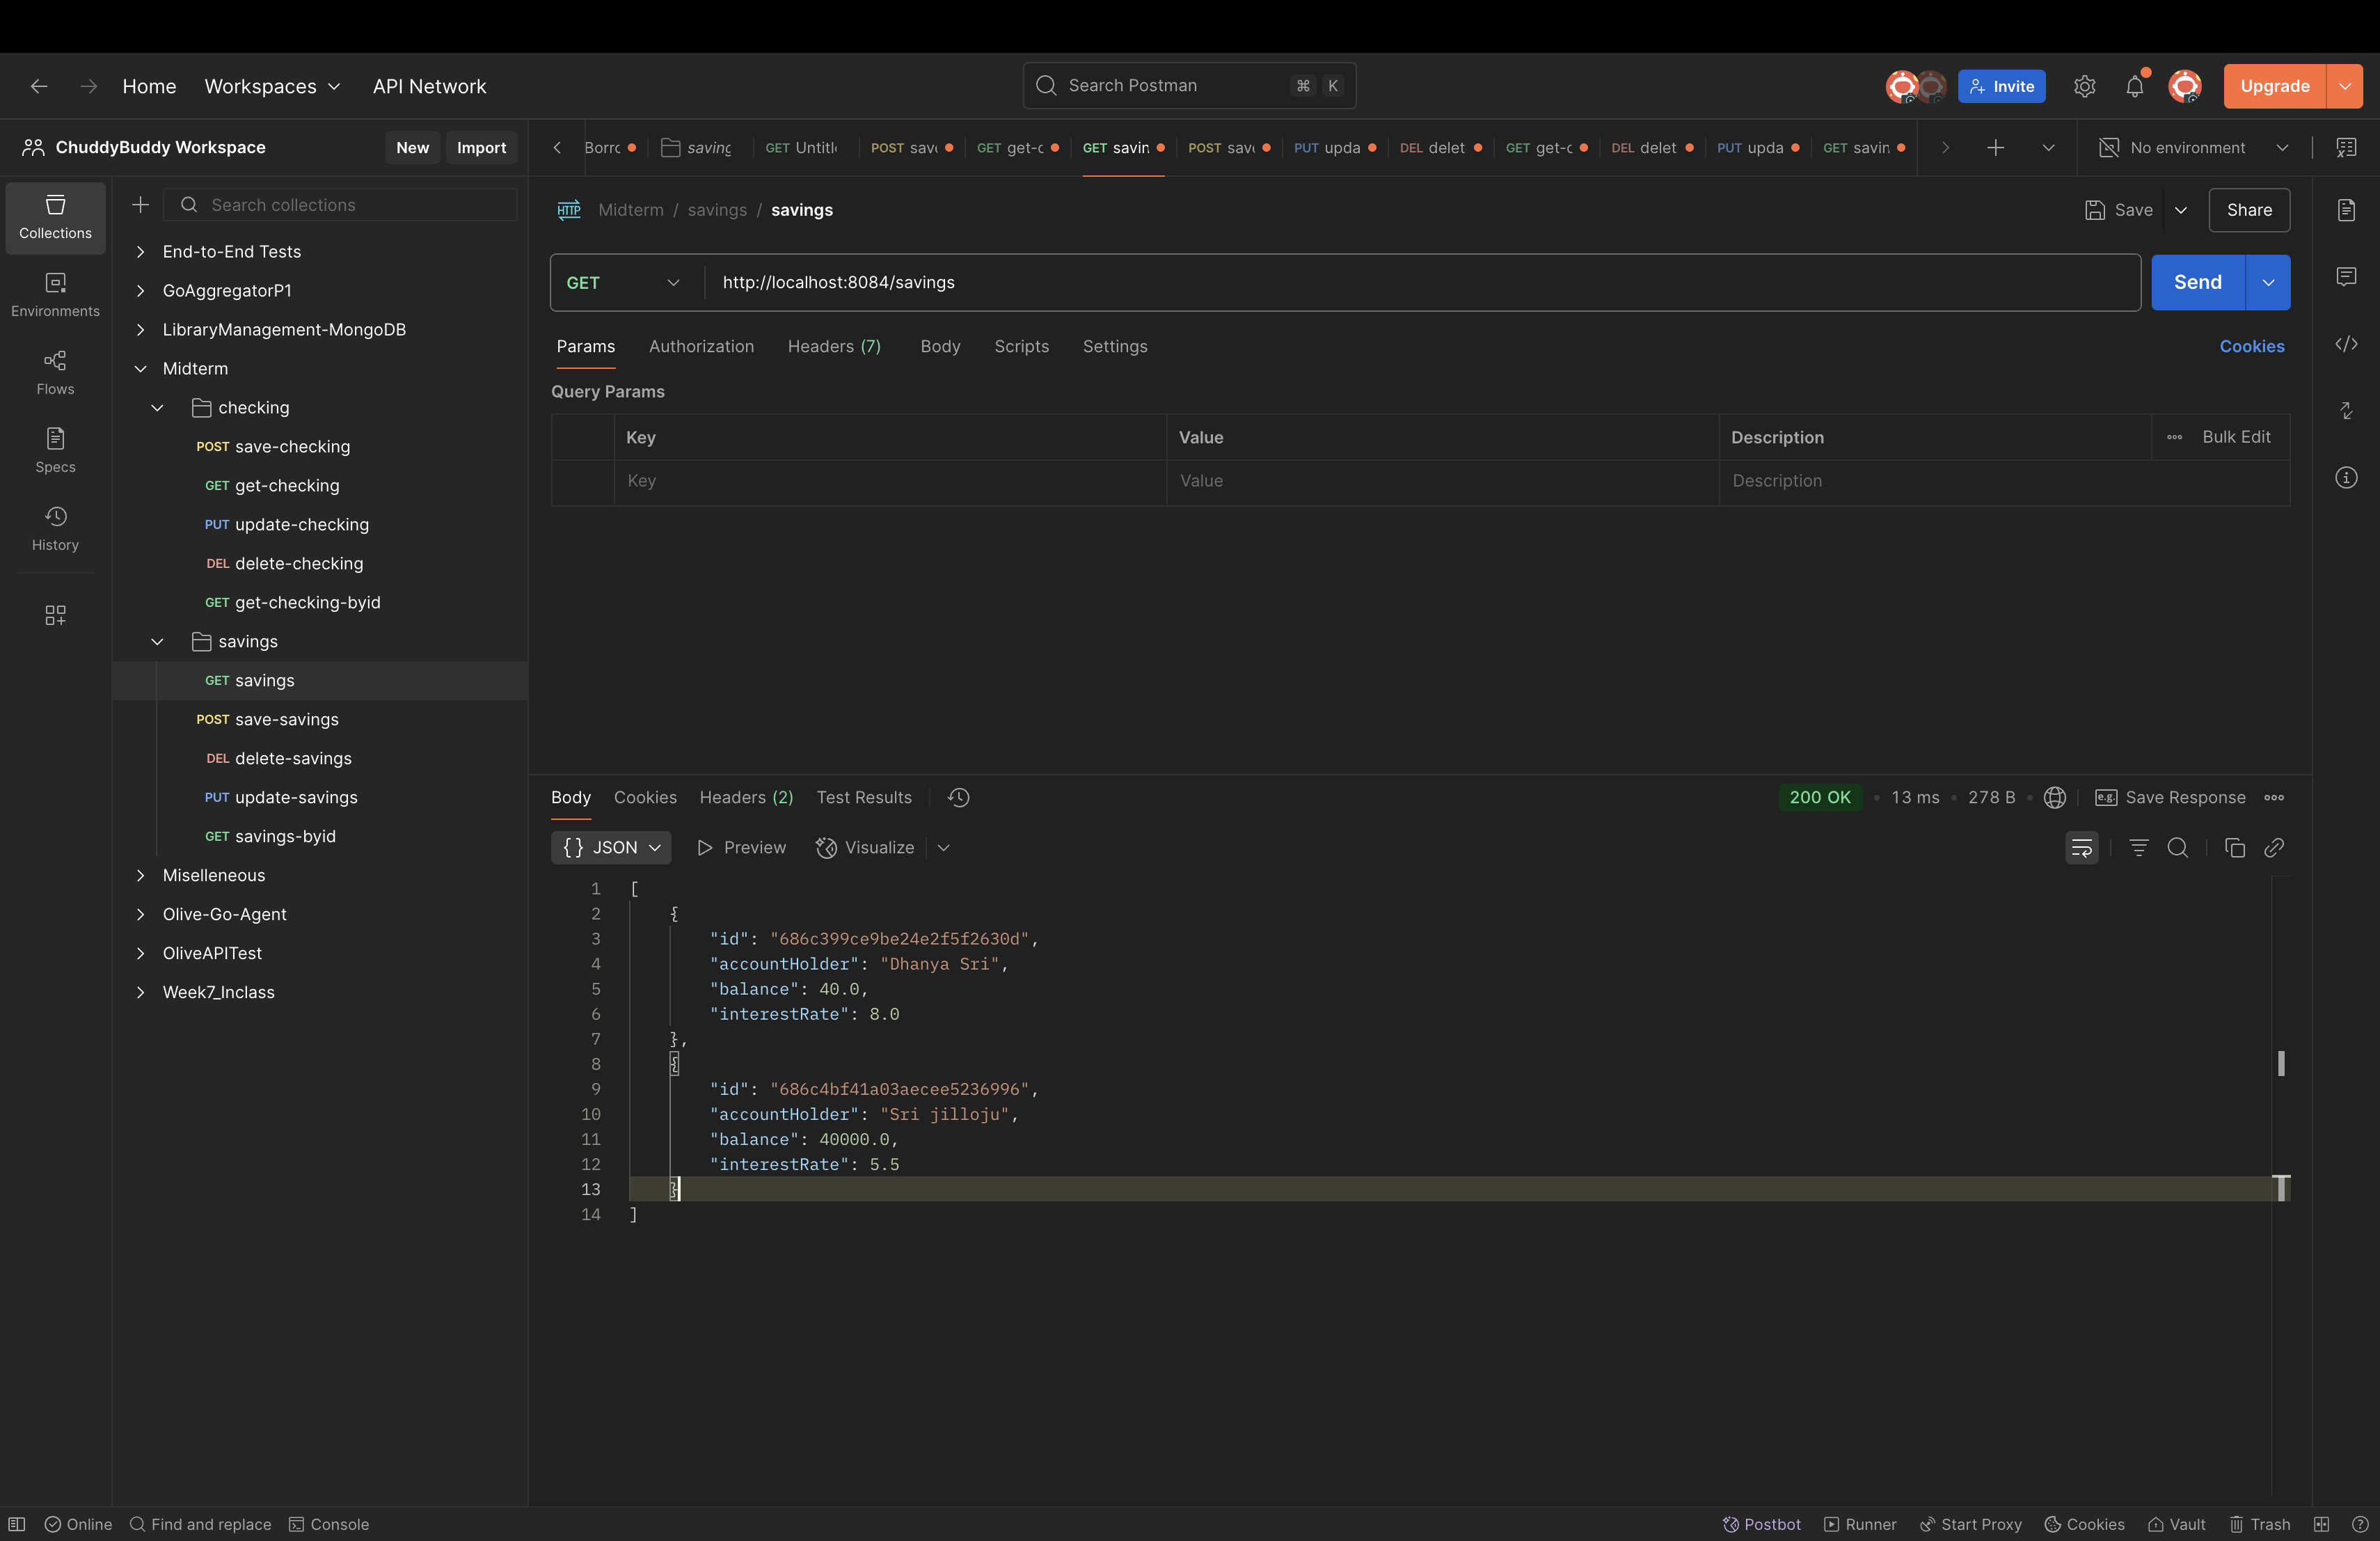 Home Workspaces API Network Search Postman ⌘ K Invite Upgrade
ChuddyBuddy Workspace New Import
Borrc savinç GET Untitl POST save GET get-c GET savin POST save PUT upda DEL delet GET get-c DEL delet PUT upda GET savin No environment
Collections
Environments
Flows
Specs
History
Search collections
End-to-End Tests
GoAggregatorP1
LibraryManagement-MongoDB
Midterm
checking
POST save-checking
GET get-checking
PUT update-checking
DEL delete-checking
GET get-checking-byid
savings
GET savings
POST save-savings
DEL delete-savings
PUT update-savings
GET savings-byid
Miselleneous
Olive-Go-Agent
OliveAPITest
Week7_Inclass
HTTP Midterm / savings / savings Save Share
GET http://localhost:8084/savings Send
Params Authorization Headers (7) Body Scripts Settings Cookies
Query Params
Key Value Description Bulk Edit
Key Value Description
Body Cookies Headers (2) Test Results 200 OK • 13 ms • 278 B • e.g. Save Response
{} JSON Preview Visualize
1 [
2 {
3 "id": "686c399ce9be24e2f5f2630d",
4 "accountHolder": "Dhanya Sri",
5 "balance": 40.0,
6 "interestRate": 8.0
7 },
8 {
9 "id": "686c4bf41a03aecee5236996",
10 "accountHolder": "Sri jilloju",
11 "balance": 40000.0,
12 "interestRate": 5.5
13 }
14 ]
Online Find and replace Console Postbot Runner Start Proxy Cookies Vault Trash